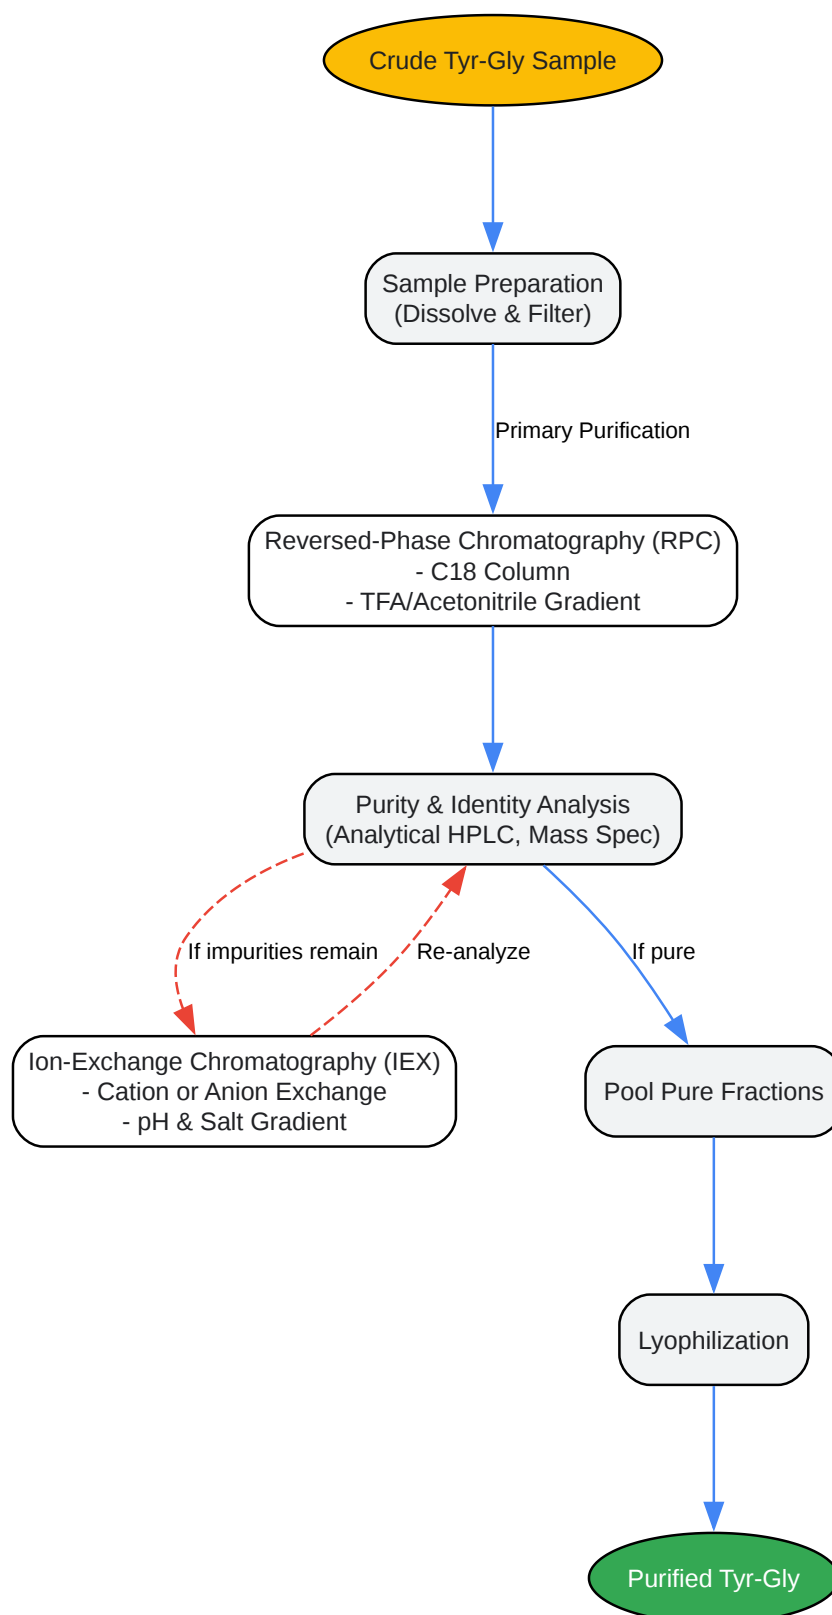 Crude Tyr-Gly Sample
Sample Preparation
(Dissolve & Filter)
Primary Purification
Reversed-Phase Chromatography (RPC)
- C18 Column
- TFA/Acetonitrile Gradient
Purity & Identity Analysis
(Analytical HPLC, Mass Spec)
If impurities remain
Re-analyze
If pure
Ion-Exchange Chromatography (IEX)
- Cation or Anion Exchange
- pH & Salt Gradient
Pool Pure Fractions
Lyophilization
Purified Tyr-Gly